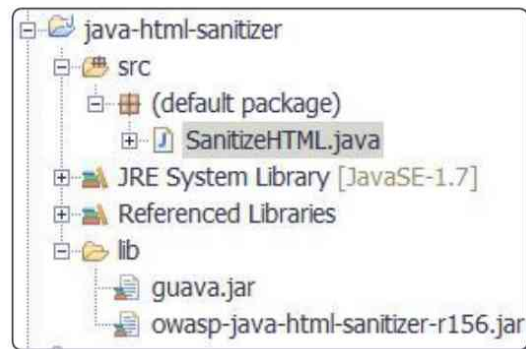 java-html-sanitizer
src
(default package)
SanitizeHTML.java
JRE System Library [JavaSE-1.7]
Referenced Libraries
lib
guava.jar
owasp-java-html-sanitizer-r156.jar